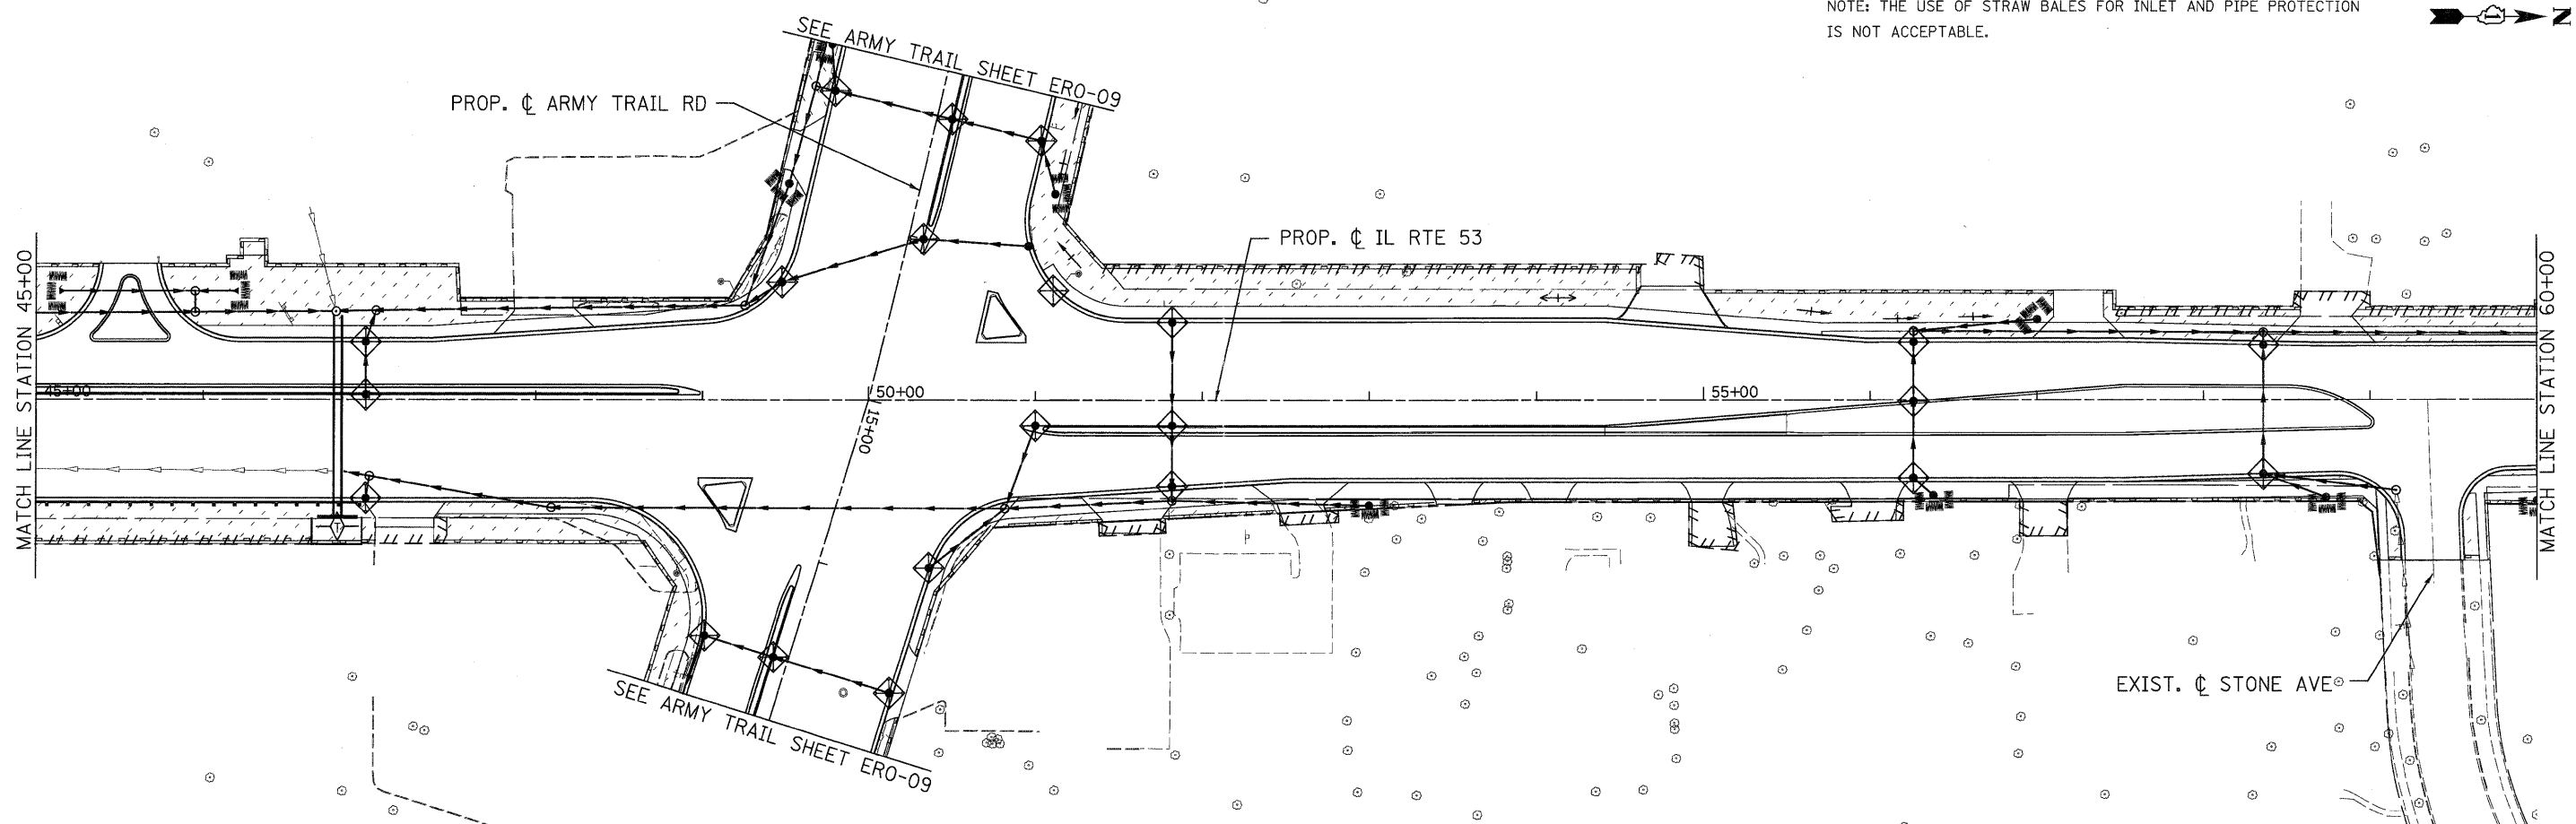 NOTE: THE USE OF STRAW BALES FOR INLET AND PIPE PROTECTION
IS NOT ACCEPTABLE.
N
SEE ARMY TRAIL SHEET ERO-09
PROP. ℄ ARMY TRAIL RD
PROP. ℄ IL RTE 53
MATCH LINE STATION 45+00
45+00
50+00
15+00
55+00
MATCH LINE STATION 60+00
T
SEE ARMY TRAIL SHEET ERO-09
EXIST. ℄ STONE AVE